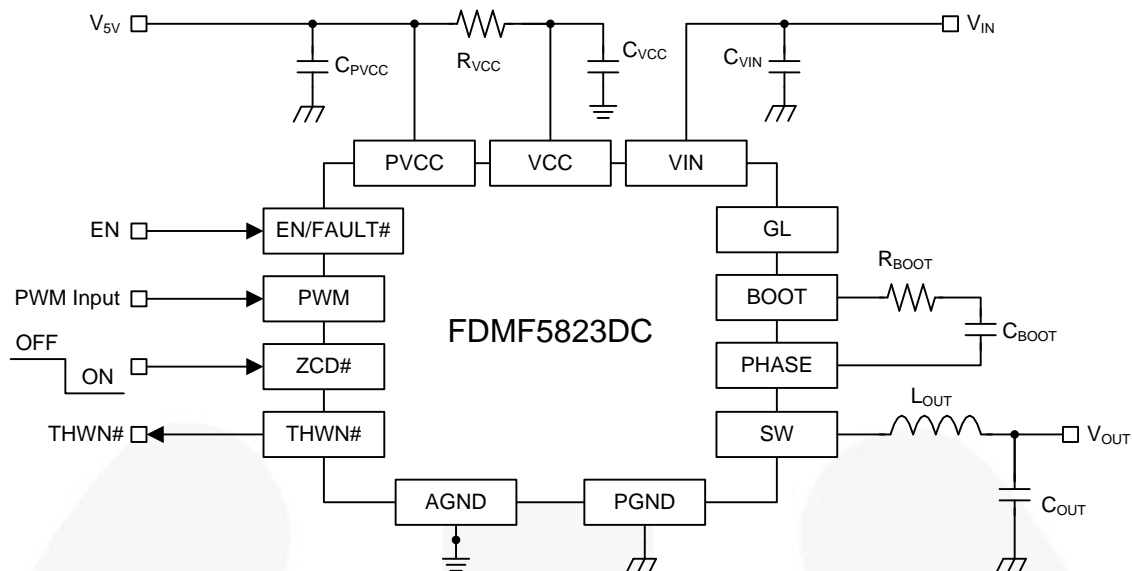 V5V
VIN
CPVCC
RVCC
CVCC
CVIN
PVCC
VCC
VIN
EN
EN/FAULT#
GL
RBOOT
PWM Input
PWM
BOOT
FDMF5823DC
CBOOT
OFF
ON
ZCD#
PHASE
LOUT
THWN#
THWN#
SW
VOUT
AGND
PGND
COUT